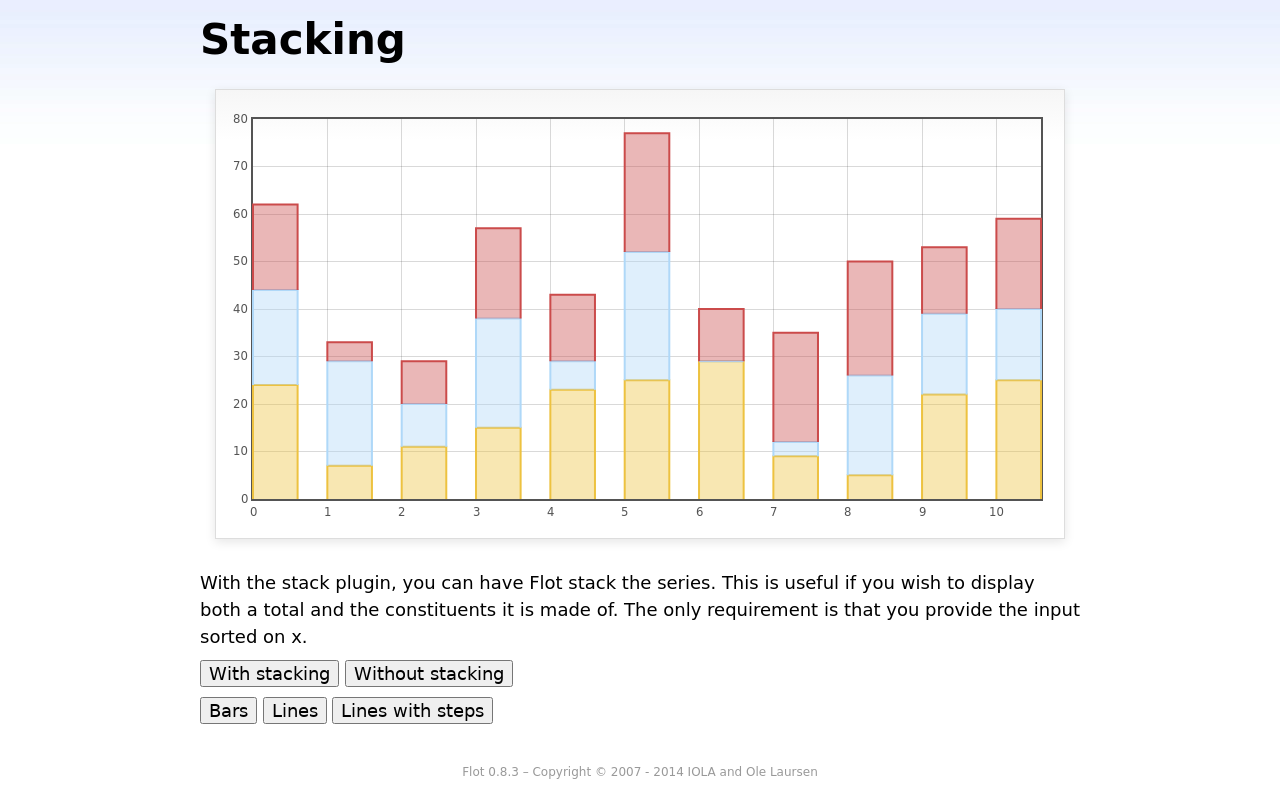 Stacking
80
70
60
50
40
30
20
10
0
0 1 2 3 4 5 6 7 8 9 10
With the stack plugin, you can have Flot stack the series. This is useful if you wish to display
both a total and the constituents it is made of. The only requirement is that you provide the input
sorted on x.
With stacking Without stacking
Bars Lines Lines with steps
Flot 0.8.3 – Copyright © 2007 - 2014 IOLA and Ole Laursen